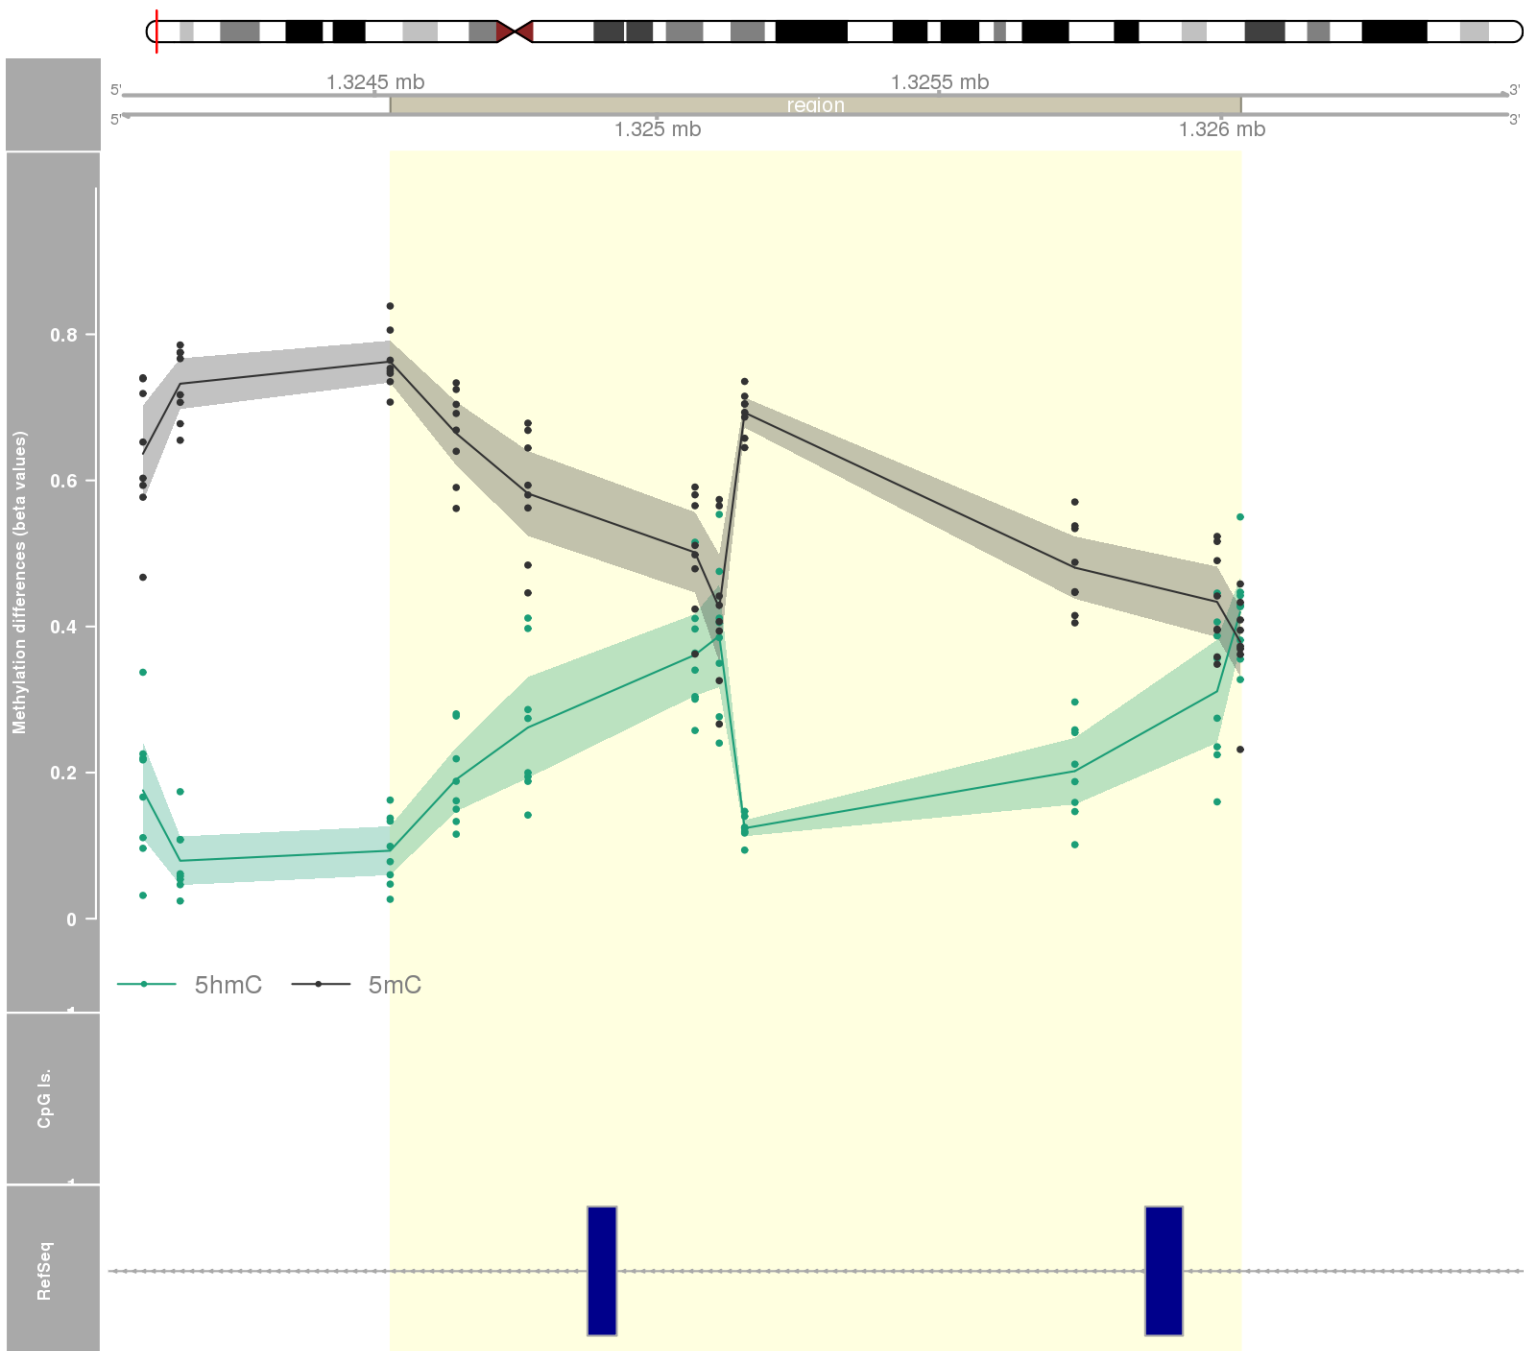 1.3245 mb
1.3255 mb
5'
3'
region
5'
3'
1.325 mb
1.326 mb
Methylation differences (beta values)
0.8
0.6
0.4
0.2
0
5hmC
5mC
CpG Is.
RefSeq